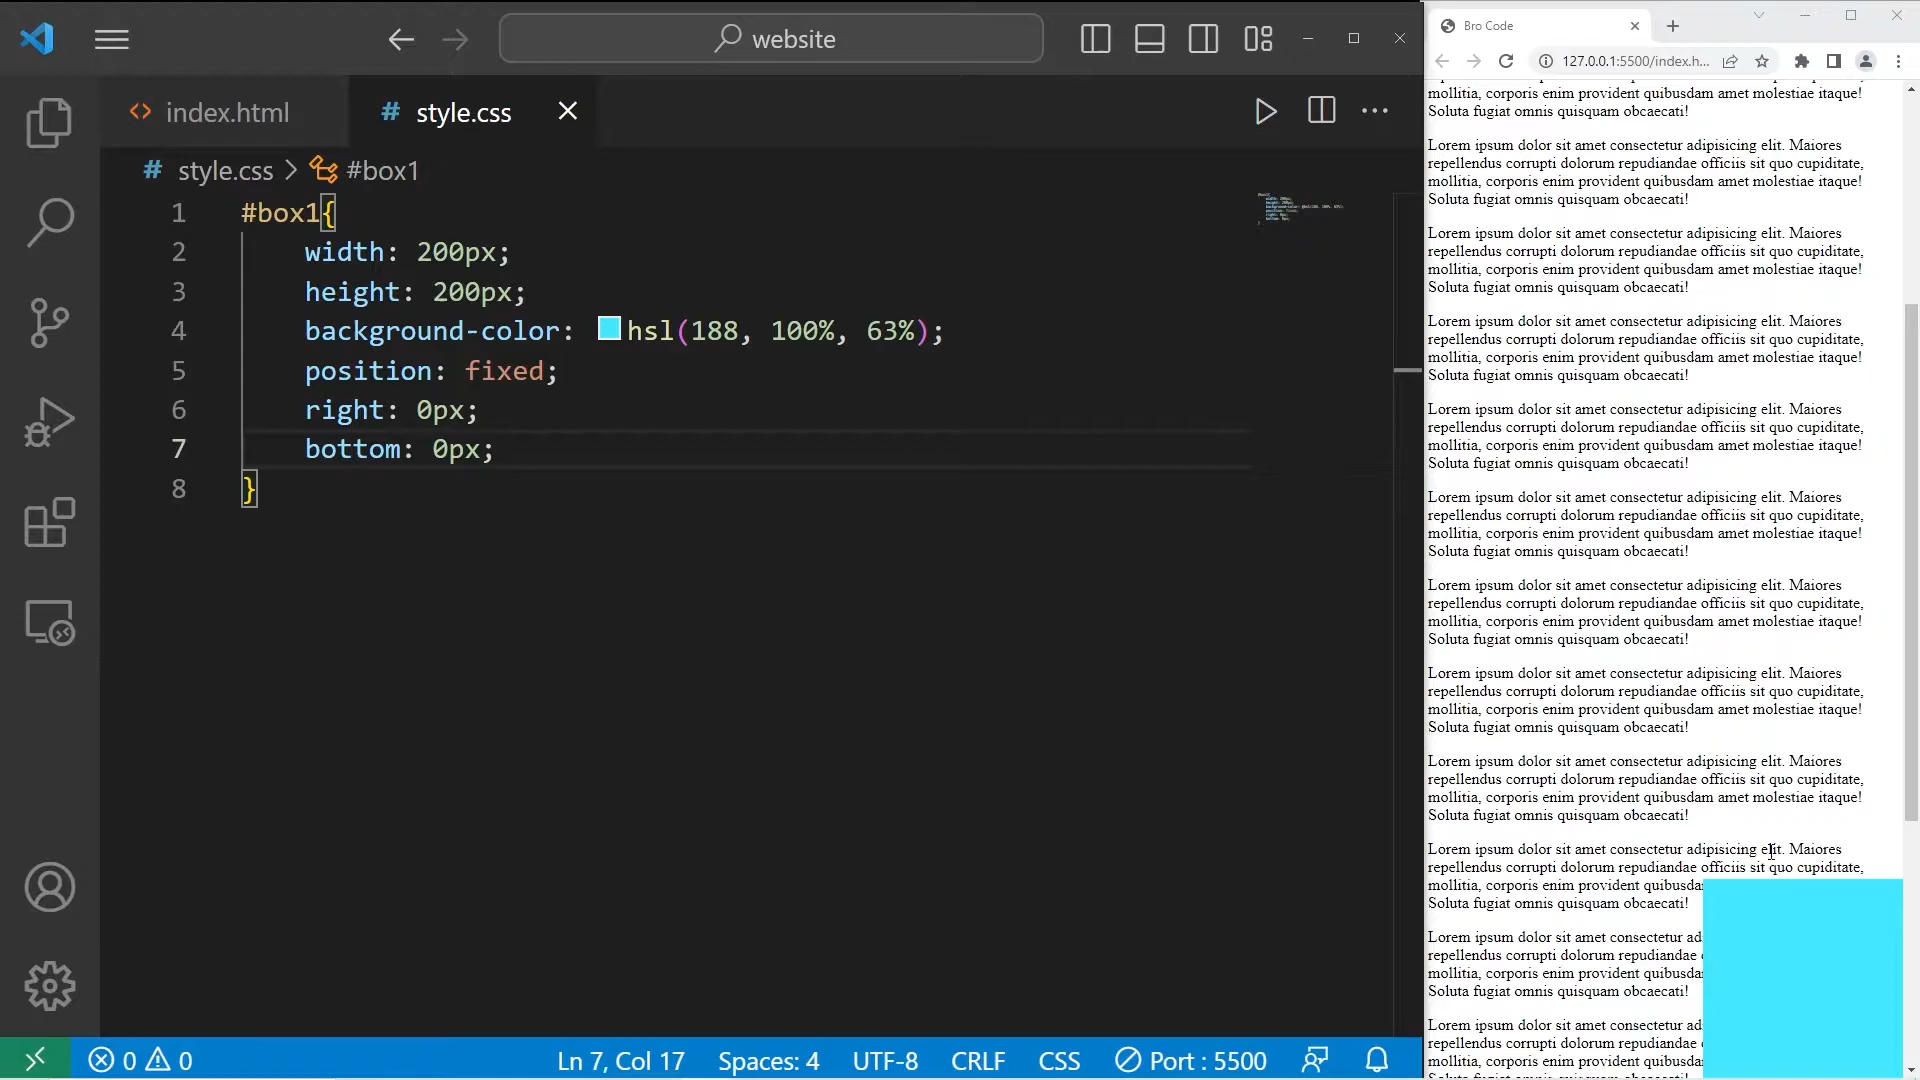 website
index.html
# style.css
# style.css > #box1
1 #box1{
2 width: 200px;
3 height: 200px;
4 background-color: hsl(188, 100%, 63%);
5 position: fixed;
6 right: 0px;
7 bottom: 0px;
8 }
0 0
Ln 7, Col 17 Spaces: 4 UTF-8 CRLF CSS Port : 5500
Bro Code
127.0.0.1:5500/index.h...
mollitia, corporis enim provident quibusdam amet molestiae itaque!
Soluta fugiat omnis quisquam obcaecati!
Lorem ipsum dolor sit amet consectetur adipisicing elit. Maiores
repellendus corrupti dolorum repudiandae officiis sit quo cupiditate,
mollitia, corporis enim provident quibusdam amet molestiae itaque!
Soluta fugiat omnis quisquam obcaecati!
Lorem ipsum dolor sit amet consectetur adipisicing elit. Maiores
repellendus corrupti dolorum repudiandae officiis sit quo cupiditate,
mollitia, corporis enim provident quibusdam amet molestiae itaque!
Soluta fugiat omnis quisquam obcaecati!
Lorem ipsum dolor sit amet consectetur adipisicing elit. Maiores
repellendus corrupti dolorum repudiandae officiis sit quo cupiditate,
mollitia, corporis enim provident quibusdam amet molestiae itaque!
Soluta fugiat omnis quisquam obcaecati!
Lorem ipsum dolor sit amet consectetur adipisicing elit. Maiores
repellendus corrupti dolorum repudiandae officiis sit quo cupiditate,
mollitia, corporis enim provident quibusdam amet molestiae itaque!
Soluta fugiat omnis quisquam obcaecati!
Lorem ipsum dolor sit amet consectetur adipisicing elit. Maiores
repellendus corrupti dolorum repudiandae officiis sit quo cupiditate,
mollitia, corporis enim provident quibusdam amet molestiae itaque!
Soluta fugiat omnis quisquam obcaecati!
Lorem ipsum dolor sit amet consectetur adipisicing elit. Maiores
repellendus corrupti dolorum repudiandae officiis sit quo cupiditate,
mollitia, corporis enim provident quibusdam amet molestiae itaque!
Soluta fugiat omnis quisquam obcaecati!
Lorem ipsum dolor sit amet consectetur adipisicing elit. Maiores
repellendus corrupti dolorum repudiandae officiis sit quo cupiditate,
mollitia, corporis enim provident quibusdam amet molestiae itaque!
Soluta fugiat omnis quisquam obcaecati!
Lorem ipsum dolor sit amet consectetur adipisicing elit. Maiores
repellendus corrupti dolorum repudiandae officiis sit quo cupiditate,
mollitia, corporis enim provident quibusdam amet molestiae itaque!
Soluta fugiat omnis quisquam obcaecati!
Lorem ipsum dolor sit amet consectetur adipisicing elit. Maiores
repellendus corrupti dolorum repudiandae officiis sit quo cupiditate,
mollitia, corporis enim provident quibusda
Soluta fugiat omnis quisquam obcaecati!
Lorem ipsum dolor sit amet consectetur ad
repellendus corrupti dolorum repudiandae
mollitia, corporis enim provident quibusda
Soluta fugiat omnis quisquam obcaecati!
Lorem ipsum dolor sit amet consectetur ad
repellendus corrupti dolorum repudiandae
mollitia, corporis enim provident quibusda